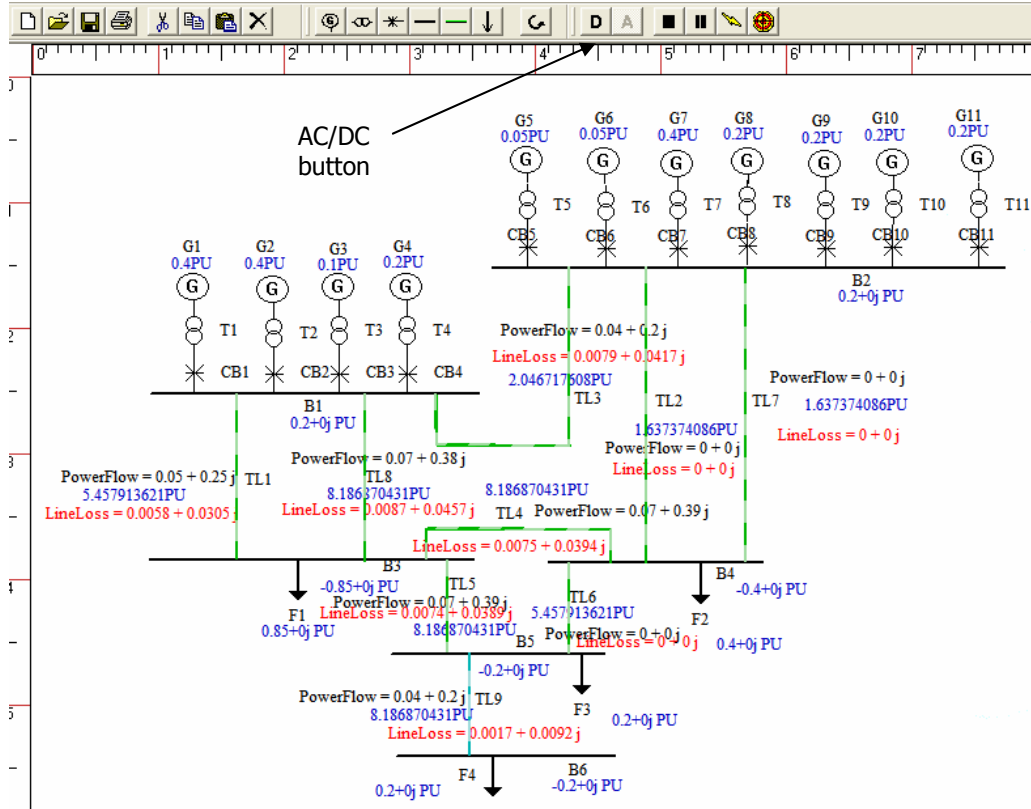 D A
0 1 2 3 4 5 6 7
0
AC/DC
button
G5 G6 G7 G8 G9 G10 G11
0.05PU 0.05PU 0.4PU 0.2PU 0.2PU 0.2PU 0.2PU
G G G G G G G
T5 T6 T7 T8 T9 T10 T11
1
CB5 CB6 CB7 CB8 CB9 CB10 CB11
G1 G2 G3 G4
0.4PU 0.4PU 0.1PU 0.2PU
G G G G
B2
0.2+0j PU
T1 T2 T3 T4
2
PowerFlow = 0.04 + 0.2 j
LineLoss = 0.0079 + 0.0417 j
2.046717608PU
CB1 CB2 CB3 CB4
TL3 TL2 TL7
PowerFlow = 0 + 0 j
1.637374086PU
LineLoss = 0 + 0 j
B1
0.2+0j PU
1.637374086PU
PowerFlow = 0 + 0 j
LineLoss = 0 + 0 j
3
PowerFlow = 0.05 + 0.25 j TL1
5.457913621PU
LineLoss = 0.0058 + 0.0305 j
PowerFlow = 0.07 + 0.38 j
TL8
8.186870431PU
LineLoss = 0.0087 + 0.0457 j
8.186870431PU
TL4 PowerFlow = 0.07 + 0.39 j
LineLoss = 0.0075 + 0.0394 j
4
B3
-0.85+0j PU
F1
0.85+0j PU
TL5
PowerFlow = 0.07 + 0.39 j
LineLoss = 0.0074 + 0.0389 j
8.186870431PU
TL6
5.457913621PU
PowerFlow = 0 + 0 j
LineLoss = 0 + 0 j
B4
-0.4+0j PU
F2
0.4+0j PU
B5
-0.2+0j PU
5
PowerFlow = 0.04 + 0.2 j TL9
8.186870431PU
LineLoss = 0.0017 + 0.0092 j
F3
0.2+0j PU
F4
0.2+0j PU
B6
-0.2+0j PU